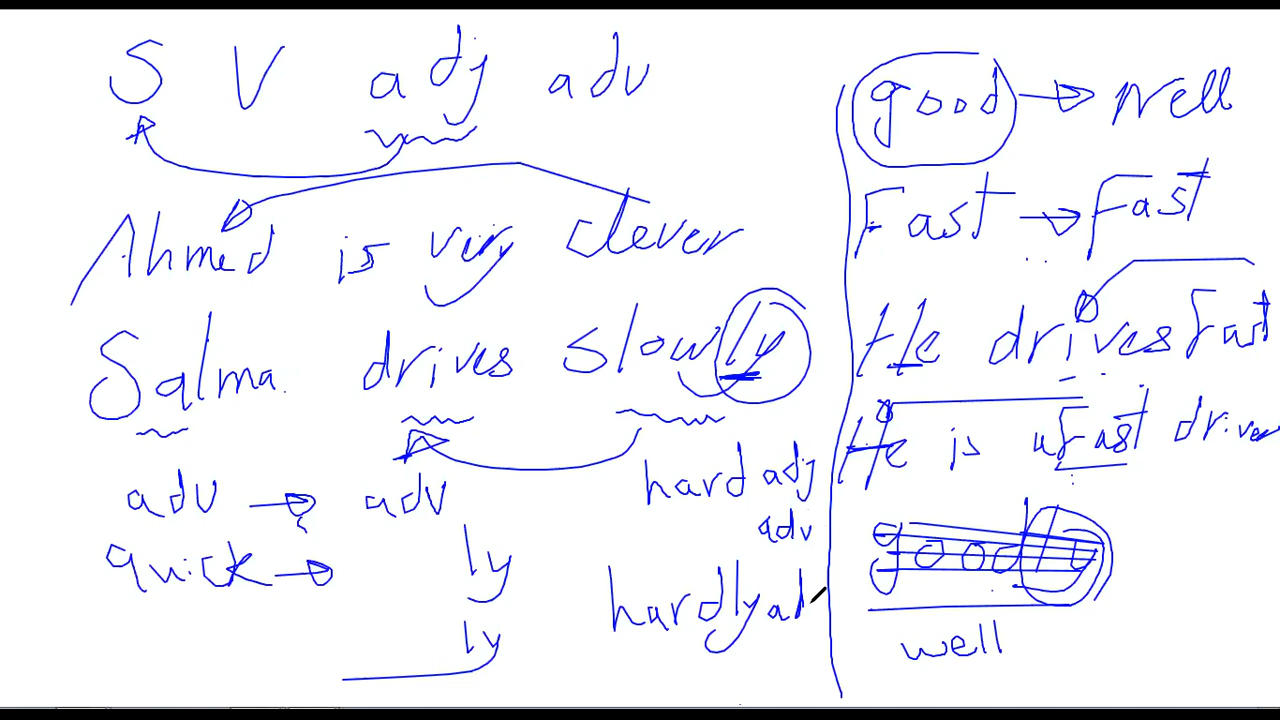 S V adj adv
Ahmed is very clever
Salma drives slowly
adv → adv
quick → ly
ly
hard adj
adv
hardly ad
good → well
Fast → Fast
He drives Fast
He is a Fast driver
goodly
well